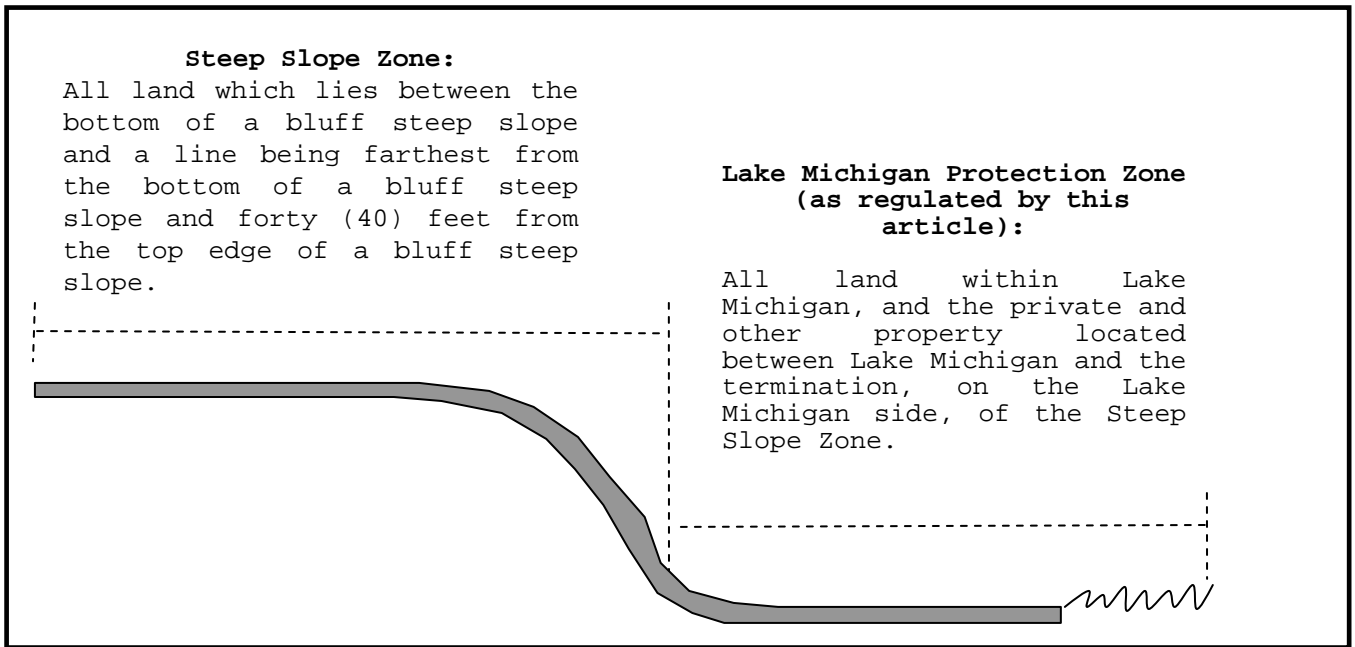 Steep Slope Zone:
All land which lies between the
bottom of a bluff steep slope
and a line being farthest from
the bottom of a bluff steep
slope and forty (40) feet from
the top edge of a bluff steep
slope.
Lake Michigan Protection Zone
(as regulated by this
article):
All land within Lake
Michigan, and the private and
other property located
between Lake Michigan and the
termination, on the Lake
Michigan side, of the Steep
Slope Zone.